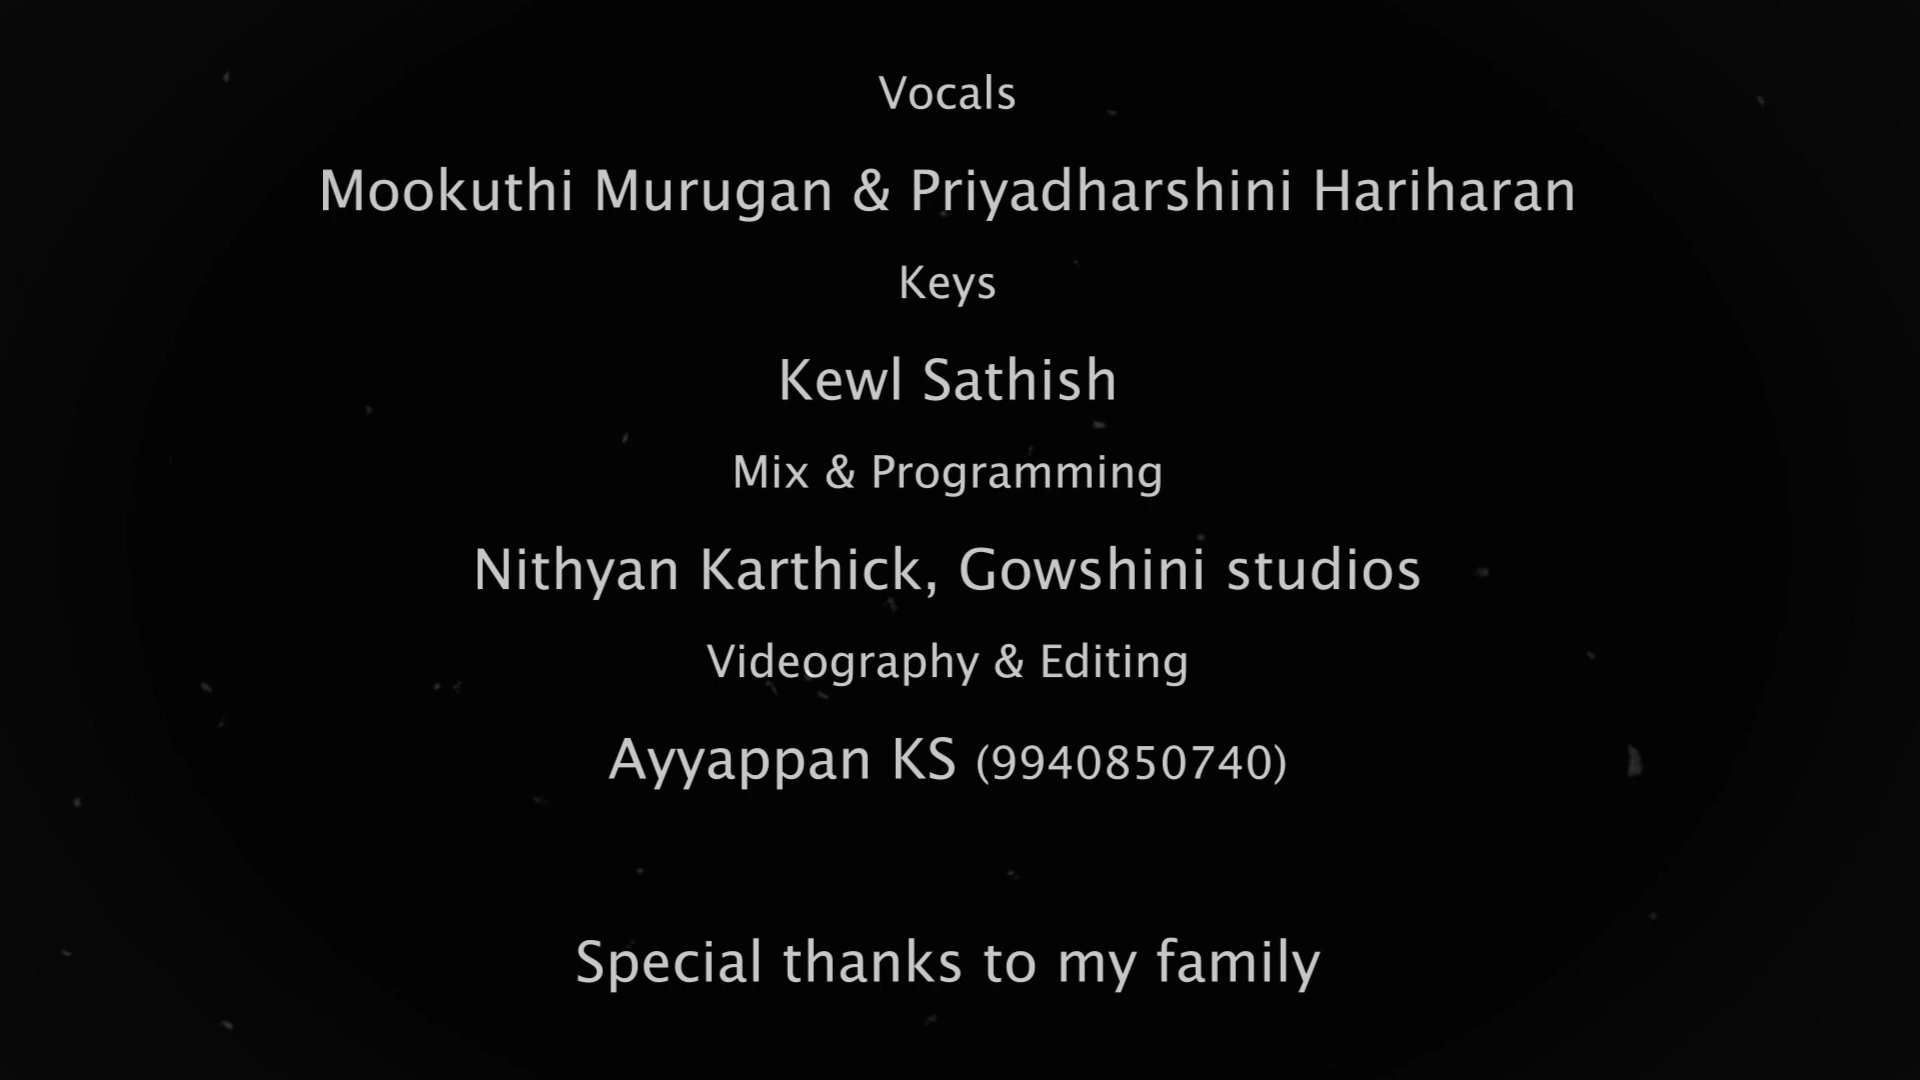 Vocals
Mookuthi Murugan & Priyadharshini Hariharan
Keys
Kewl Sathish
Mix & Programming
Nithyan Karthick, Gowshini studios
Videography & Editing
Ayyappan KS (9940850740)
Special thanks to my family